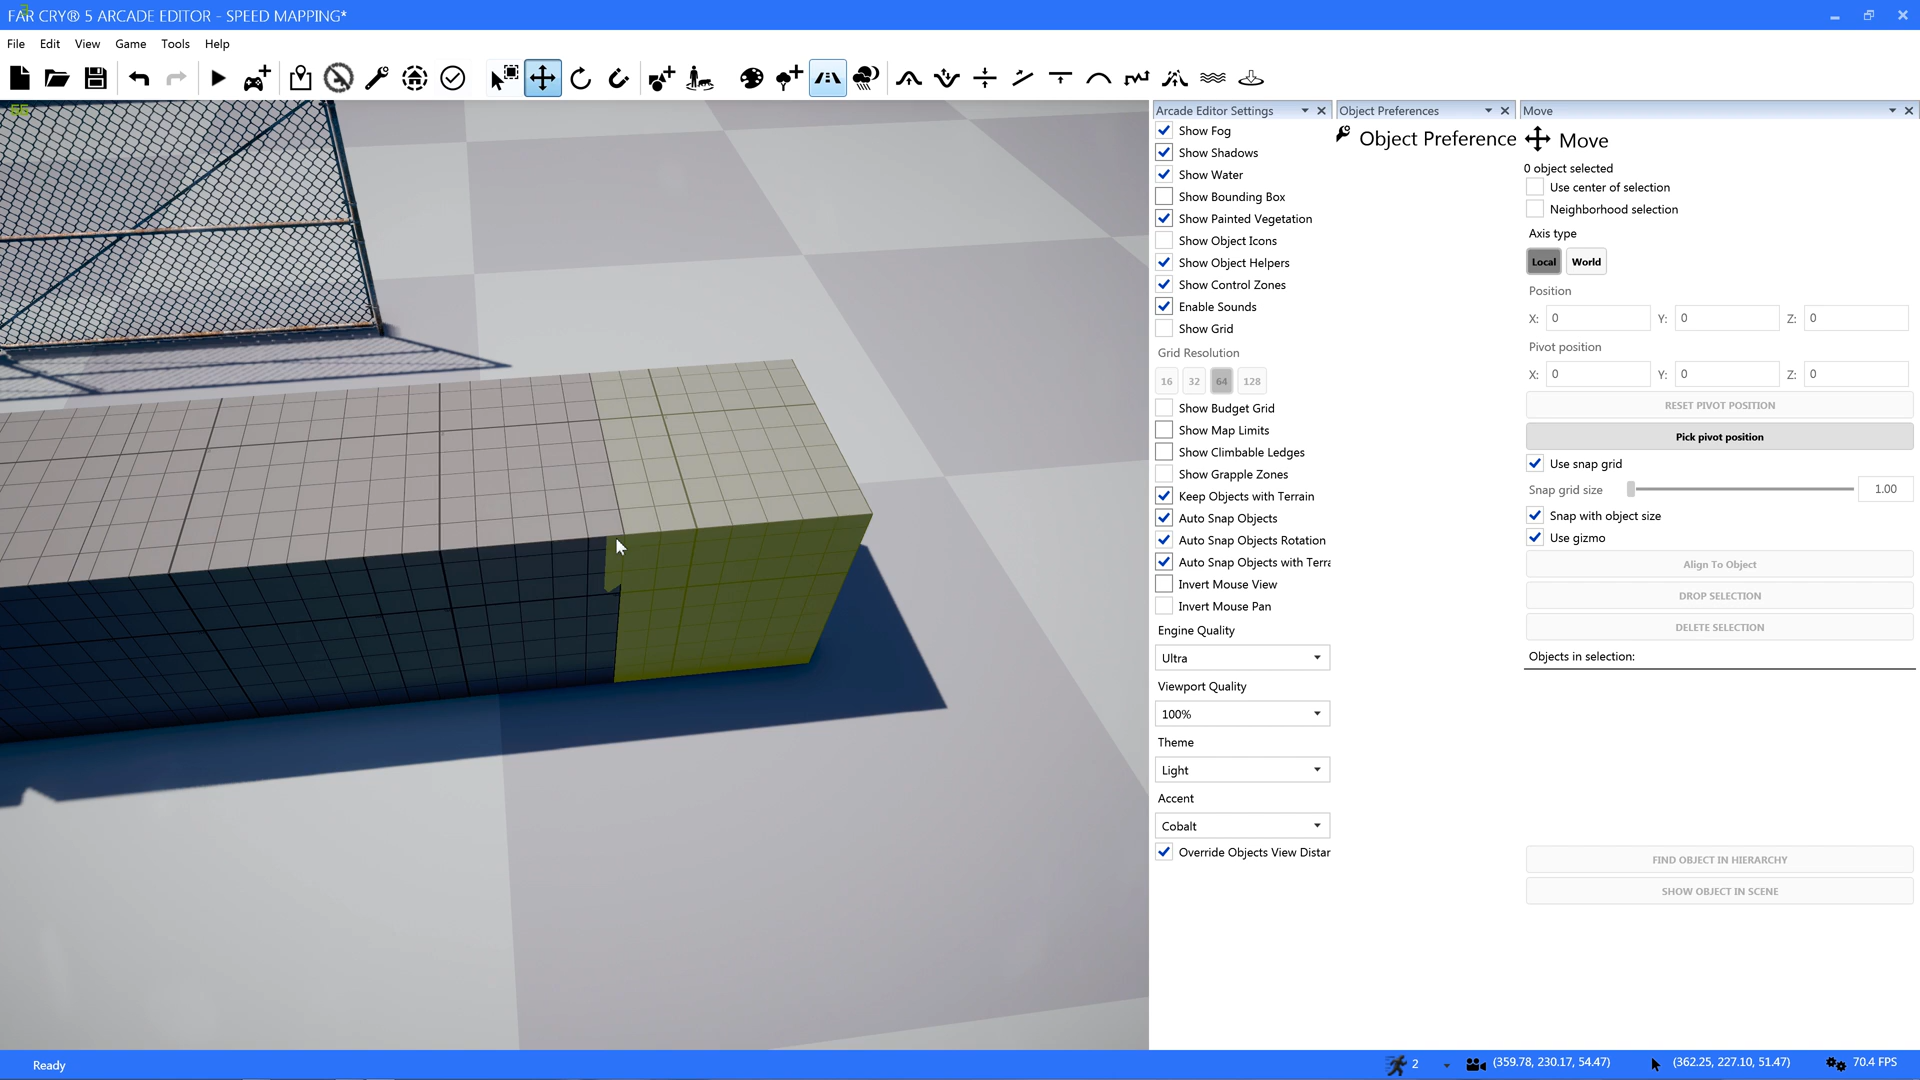 FAR CRY® 5 ARCADE EDITOR - SPEED MAPPING*
File Edit View Game Tools Help
Arcade Editor Settings
Show Fog
Show Shadows
Show Water
Show Bounding Box
Show Painted Vegetation
Show Object Icons
Show Object Helpers
Show Control Zones
Enable Sounds
Show Grid
Grid Resolution
16 32 64 128
Show Budget Grid
Show Map Limits
Show Climbable Ledges
Show Grapple Zones
Keep Objects with Terrain
Auto Snap Objects
Auto Snap Objects Rotation
Auto Snap Objects with Terra
Invert Mouse View
Invert Mouse Pan
Engine Quality
Ultra
Viewport Quality
100%
Theme
Light
Accent
Cobalt
Override Objects View Distar
Object Preferences
Object Preference
Move
Move
0 object selected
Use center of selection
Neighborhood selection
Axis type
Local World
Position
X: 0 Y: 0 Z: 0
Pivot position
X: 0 Y: 0 Z: 0
RESET PIVOT POSITION
Pick pivot position
Use snap grid
Snap grid size 1.00
Snap with object size
Use gizmo
Align To Object
DROP SELECTION
DELETE SELECTION
Objects in selection:
FIND OBJECT IN HIERARCHY
SHOW OBJECT IN SCENE
Ready
2 (359.78, 230.17, 54.47) (362.25, 227.10, 51.47) 70.4 FPS